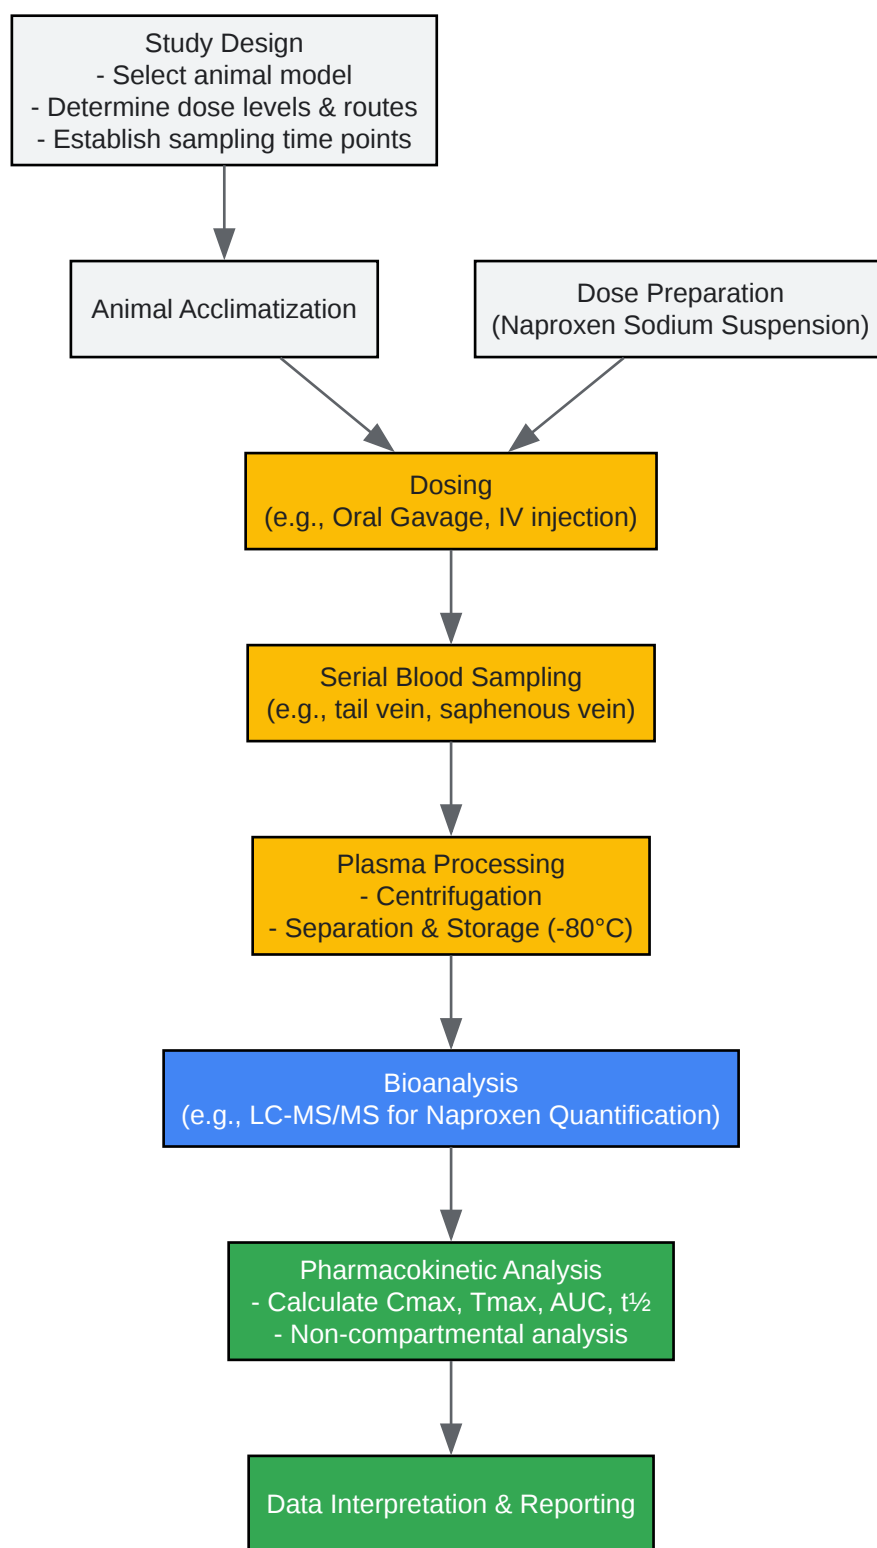 Study Design
- Select animal model
- Determine dose levels & routes
- Establish sampling time points
Animal Acclimatization
Dose Preparation
(Naproxen Sodium Suspension)
Dosing
(e.g., Oral Gavage, IV injection)
Serial Blood Sampling
(e.g., tail vein, saphenous vein)
Plasma Processing
- Centrifugation
- Separation & Storage (-80°C)
Bioanalysis
(e.g., LC-MS/MS for Naproxen Quantification)
Pharmacokinetic Analysis
- Calculate Cmax, Tmax, AUC, t½
- Non-compartmental analysis
Data Interpretation & Reporting